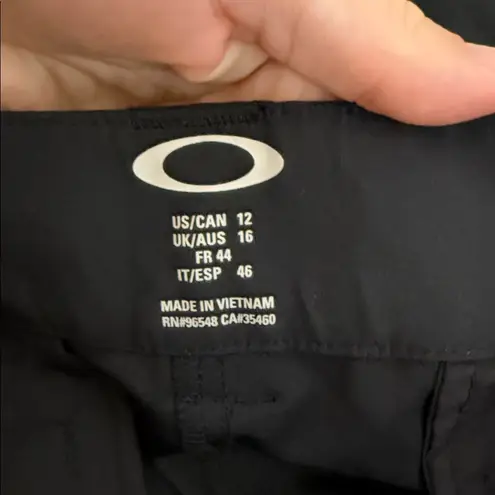 US/CAN 12
UK/AUS 16
FR 44
IT/ESP 46
MADE IN VIETNAM
RN#96548 CA#35460